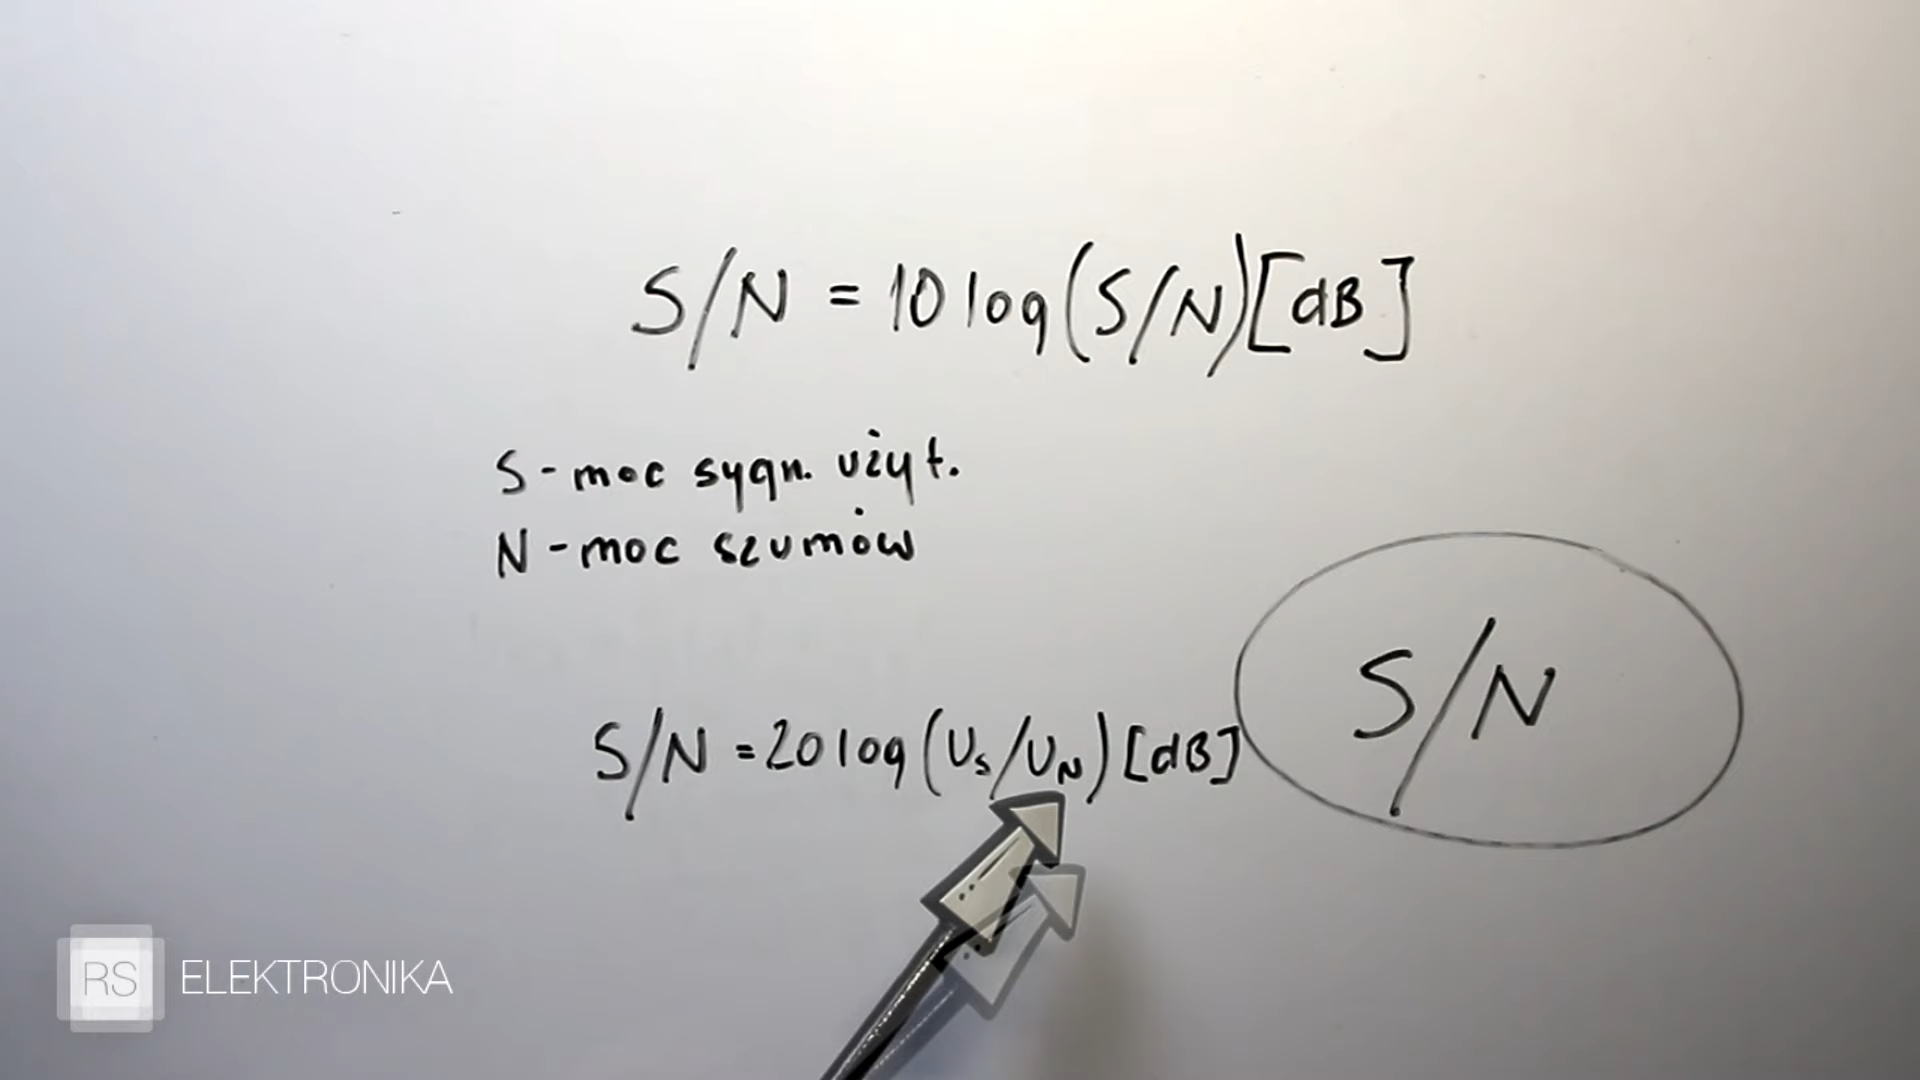 S/N = 10 log(S/N)[dB]
S - moc sygn. użyt.
N - moc szumów
S/N
S/N = 20 log(Us/UN)[dB]
RS ELEKTRONIKA